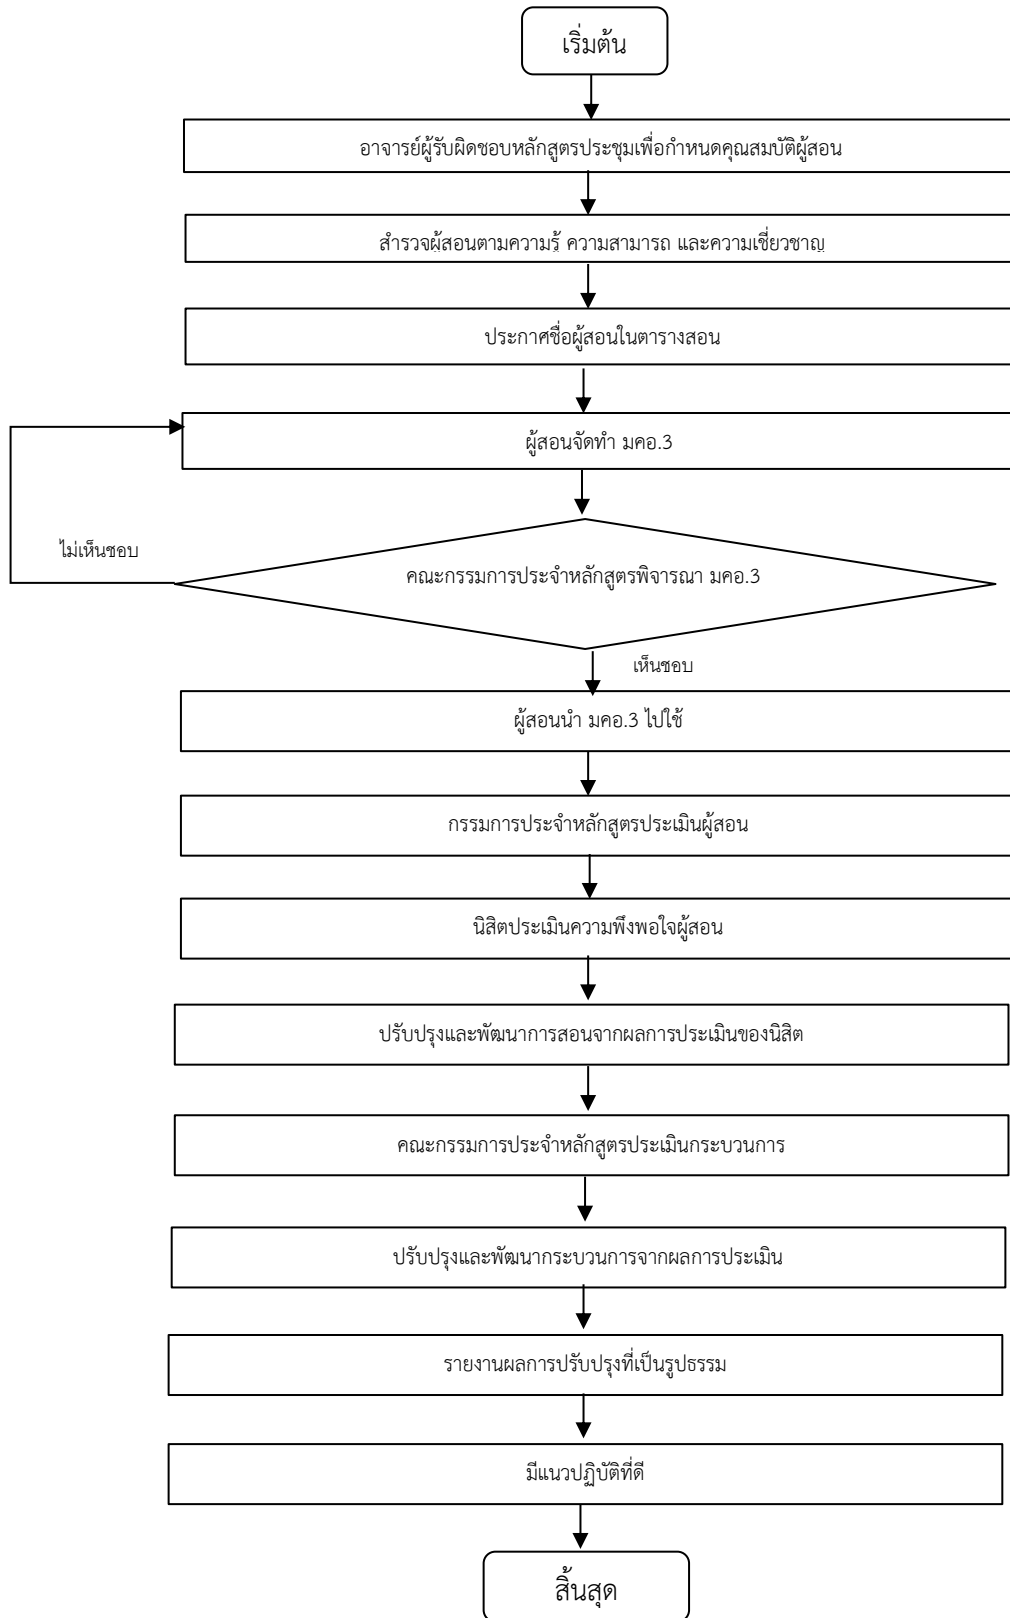 เริ่มต้น
อาจารย์ผู้รับผิดชอบหลักสูตรประชุมเพื่อกำหนดคุณสมบัติผู้สอน
สำรวจผู้สอนตามความรู้ ความสามารถ และความเชี่ยวชาญ
ประกาศชื่อผู้สอนในตารางสอน
ผู้สอนจัดทำ มคอ.3
ไม่เห็นชอบ
คณะกรรมการประจำหลักสูตรพิจารณา มคอ.3
เห็นชอบ
ผู้สอนนำ มคอ.3 ไปใช้
กรรมการประจำหลักสูตรประเมินผู้สอน
นิสิตประเมินความพึงพอใจผู้สอน
ปรับปรุงและพัฒนาการสอนจากผลการประเมินของนิสิต
คณะกรรมการประจำหลักสูตรประเมินกระบวนการ
ปรับปรุงและพัฒนากระบวนการจากผลการประเมิน
รายงานผลการปรับปรุงที่เป็นรูปธรรม
มีแนวปฏิบัติที่ดี
สิ้นสุด